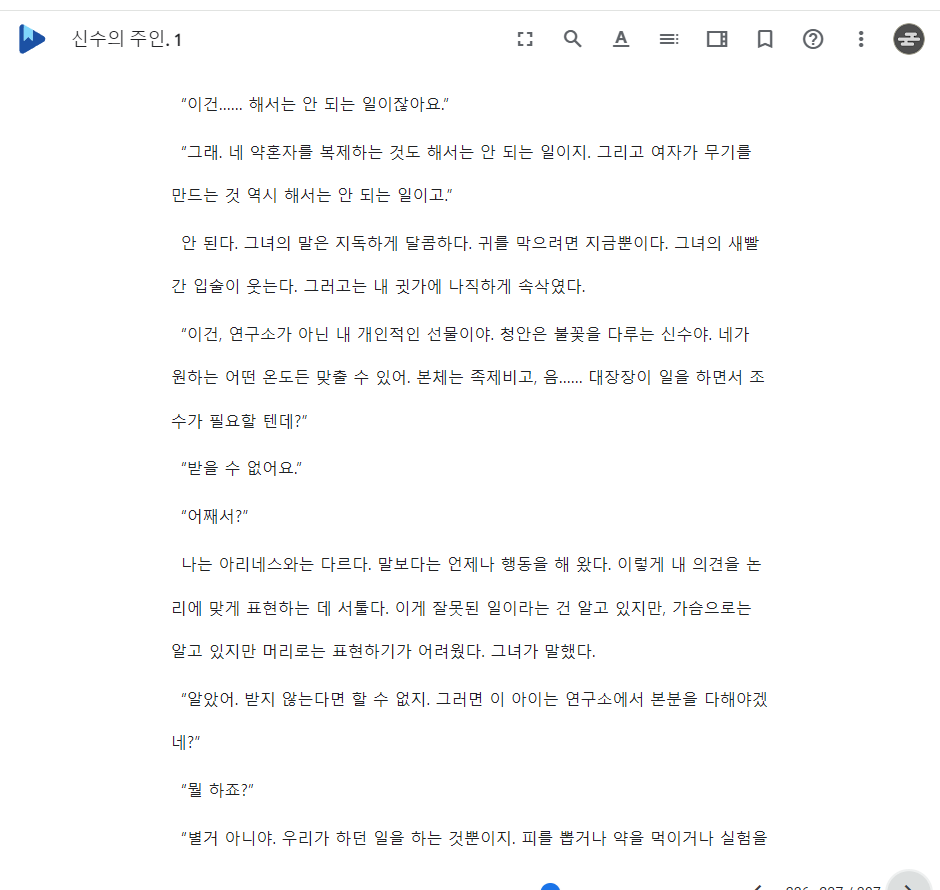 신수의 주인. 1
“이건...... 해서는 안 되는 일이잖아요.”
“그래. 네 약혼자를 복제하는 것도 해서는 안 되는 일이지. 그리고 여자가 무기를
만드는 것 역시 해서는 안 되는 일이고.”
안 된다. 그녀의 말은 지독하게 달콤하다. 귀를 막으려면 지금뿐이다. 그녀의 새빨
간 입술이 웃는다. 그러고는 내 귓가에 나직하게 속삭였다.
“이건, 연구소가 아닌 내 개인적인 선물이야. 청안은 불꽃을 다루는 신수야. 네가
원하는 어떤 온도든 맞출 수 있어. 본체는 족제비고, 음...... 대장장이 일을 하면서 조
수가 필요할 텐데?”
“받을 수 없어요.”
“어째서?”
나는 아리네스와는 다르다. 말보다는 언제나 행동을 해 왔다. 이렇게 내 의견을 논
리에 맞게 표현하는 데 서툴다. 이게 잘못된 일이라는 건 알고 있지만, 가슴으로는
알고 있지만 머리로는 표현하기가 어려웠다. 그녀가 말했다.
“알았어. 받지 않는다면 할 수 없지. 그러면 이 아이는 연구소에서 본분을 다해야겠
네?”
“뭘 하죠?”
“별거 아니야. 우리가 하던 일을 하는 것뿐이지. 피를 뽑거나 약을 먹이거나 실험을